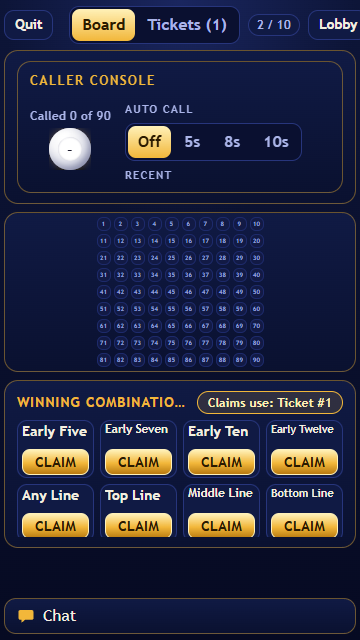 Quit Board Tickets (1) 2 / 10 Lobby
CALLER CONSOLE
Called 0 of 90
-
AUTO CALL
Off 5s 8s 10s
RECENT
1 2 3 4 5 6 7 8 9 10
11 12 13 14 15 16 17 18 19 20
21 22 23 24 25 26 27 28 29 30
31 32 33 34 35 36 37 38 39 40
41 42 43 44 45 46 47 48 49 50
51 52 53 54 55 56 57 58 59 60
61 62 63 64 65 66 67 68 69 70
71 72 73 74 75 76 77 78 79 80
81 82 83 84 85 86 87 88 89 90
WINNING COMBINATIO... Claims use: Ticket #1
Early Five Early Seven Early Ten Early Twelve
CLAIM CLAIM CLAIM CLAIM
Any Line Top Line Middle Line Bottom Line
CLAIM CLAIM CLAIM CLAIM
Chat